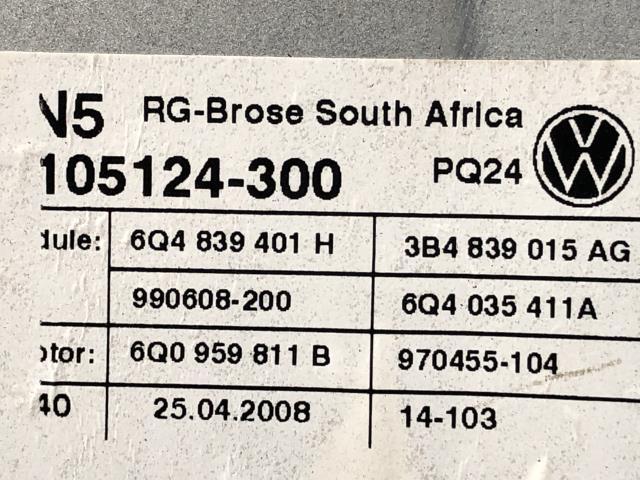 N5 RG-Brose South Africa
105124-300 PQ24
dule: 6Q4 839 401 H 3B4 839 015 AG
990608-200 6Q4 035 411A
otor: 6Q0 959 811 B 970455-104
40 25.04.2008 14-103